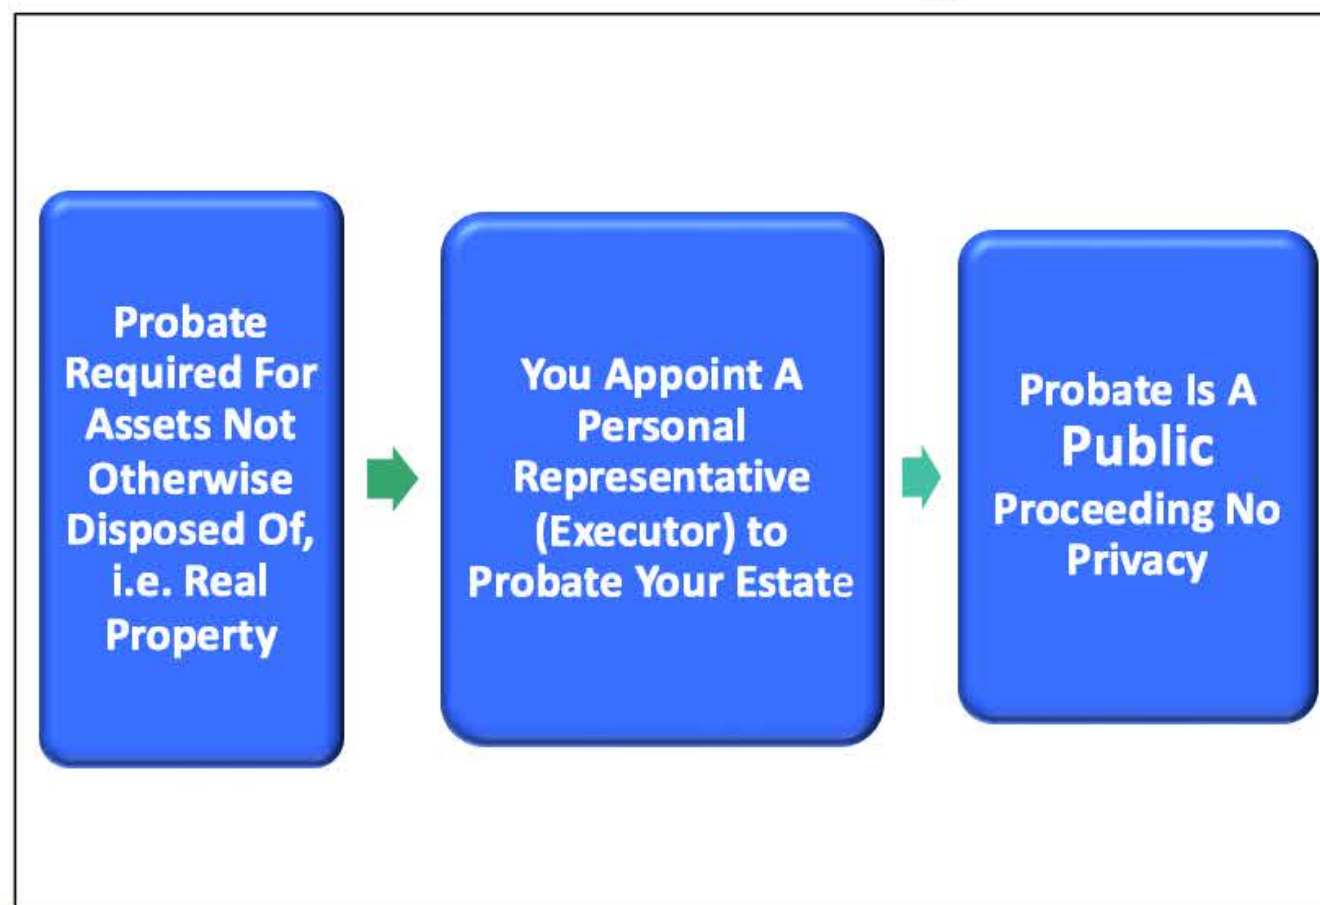 Probate
Required For
Assets Not
Otherwise
Disposed Of,
i.e. Real
Property
You Appoint A
Personal
Representative
(Executor) to
Probate Your Estate
Probate Is A
Public
Proceeding No
Privacy